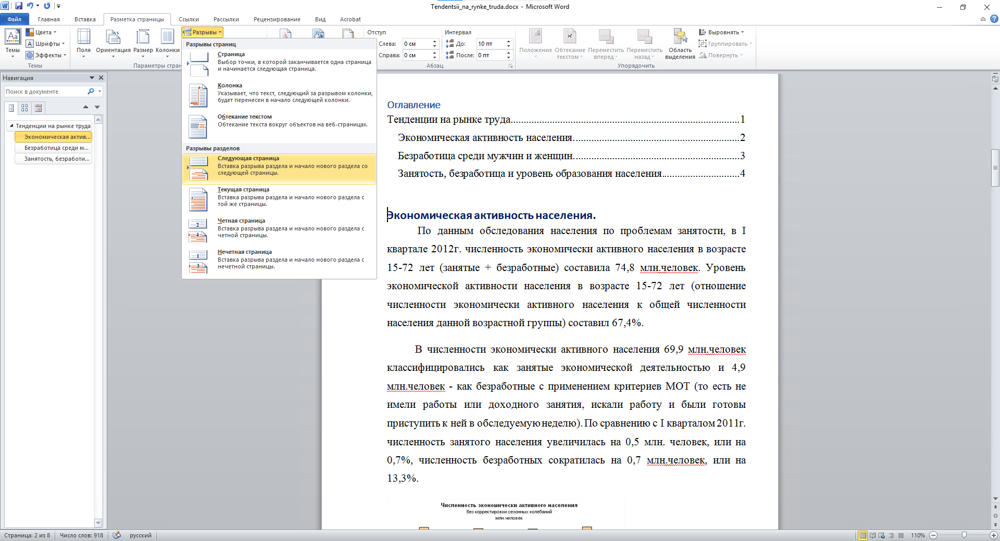 Tendentsii_na_rynke_truda.docx - Microsoft Word
Файл
Главная
Вставка
Разметка страницы
Ссылки
Рассылки
Рецензирование
Вид
Acrobat
Темы
Цвета
Шрифты
Эффекты
Темы
Поля
Ориентация
Размер
Колонки
Разрывы
Параметры стран
Отступ
Слева: 0 см
Справа: 0 см
Интервал
До: 10 пт
После: 0 пт
Абзац
Положение
Обтекание текстом
Переместить вперед
Переместить назад
Область выделения
Выровнять
Группировать
Повернуть
Упорядочить
Разрывы страниц
Страница
Выбор точки, в которой заканчивается одна страница
и начинается следующая страница.
Колонка
Указывает, что текст, следующий за разрывом колонки,
будет перенесен в начало следующей колонки.
Обтекание текстом
Обтекание текста вокруг объектов на веб-страницах.
Разрывы разделов
Следующая страница
Вставка разрыва раздела и начало нового раздела со
следующей страницы.
Текущая страница
Вставка разрыва раздела и начало нового раздела с
той же страницы.
Четная страница
Вставка разрыва раздела и начало нового раздела с
четной страницы.
Нечетная страница
Вставка разрыва раздела и начало нового раздела с
нечетной страницы.
Навигация
Поиск в документе
Тенденции на рынке труда
Экономическая актив...
Безработица среди м...
Занятость, безработи...
Оглавление
Тенденции на рынке труда....1
Экономическая активность населения....2
Безработица среди мужчин и женщин....3
Занятость, безработица и уровень образования населения....4
Экономическая активность населения.
По данным обследования населения по проблемам занятости, в I
квартале 2012г. численность экономически активного населения в возрасте
15-72 лет (занятые + безработные) составила 74,8 млн.человек. Уровень
экономической активности населения в возрасте 15-72 лет (отношение
численности экономически активного населения к общей численности
населения данной возрастной группы) составил 67,4%.
В численности экономически активного населения 69,9 млн.человек
классифицировались как занятые экономической деятельностью и 4,9
млн.человек - как безработные с применением критериев МОТ (то есть не
имели работы или доходного занятия, искали работу и были готовы
приступить к ней в обследуемую неделю). По сравнению с I кварталом 2011г.
численность занятого населения увеличилась на 0,5 млн. человек, или на
0,7%, численность безработных сократилась на 0,7 млн.человек, или на
13,3%.
Численность экономически активного населения
без корректировки сезонных колебаний
млн.человек
Страница: 2 из 8
Число слов: 918
русский
110%